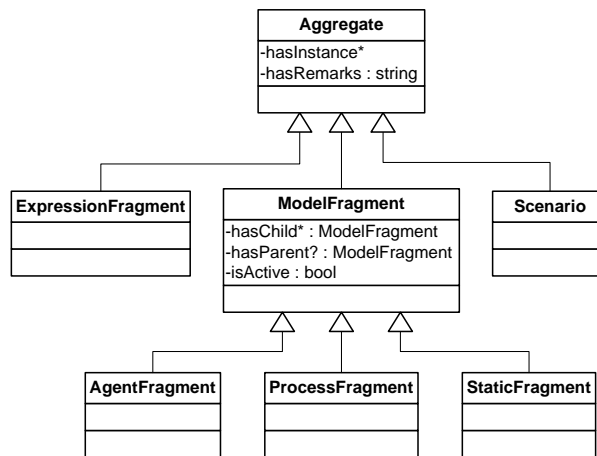 Aggregate
-hasInstance*
-hasRemarks : string
ExpressionFragment
ModelFragment
-hasChild* : ModelFragment
-hasParent? : ModelFragment
-isActive : bool
Scenario
AgentFragment
ProcessFragment
StaticFragment